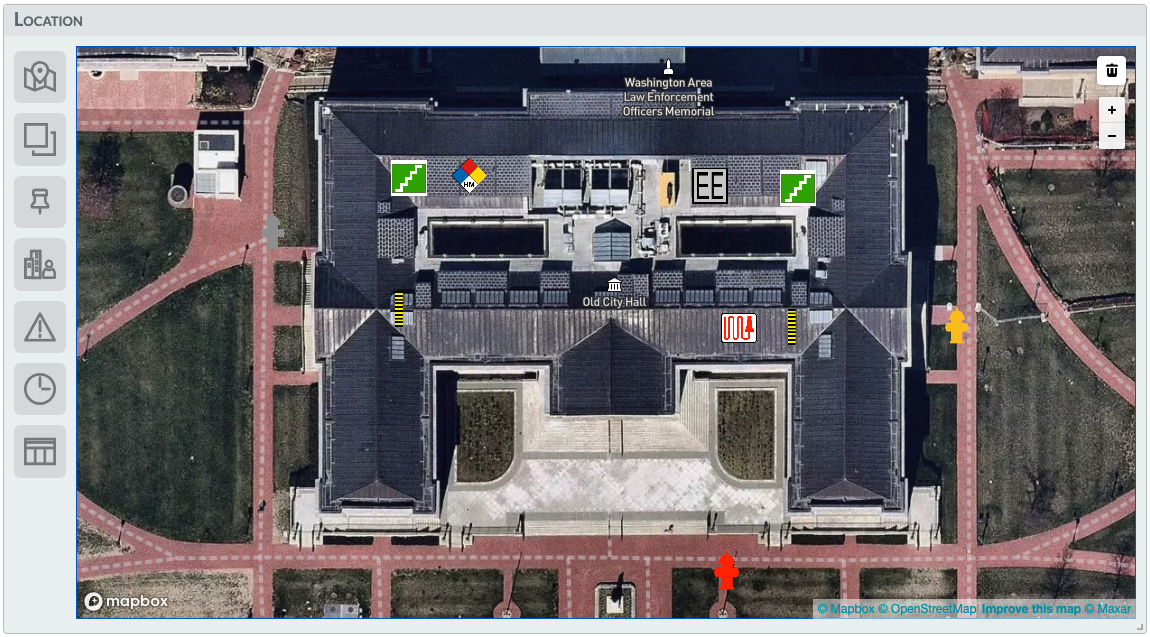 LOCATION
Washington Area
Law Enforcement
Officers Memorial
+
−
HM
EE
Old City Hall
mapbox
© Mapbox © OpenStreetMap Improve this map © Maxar